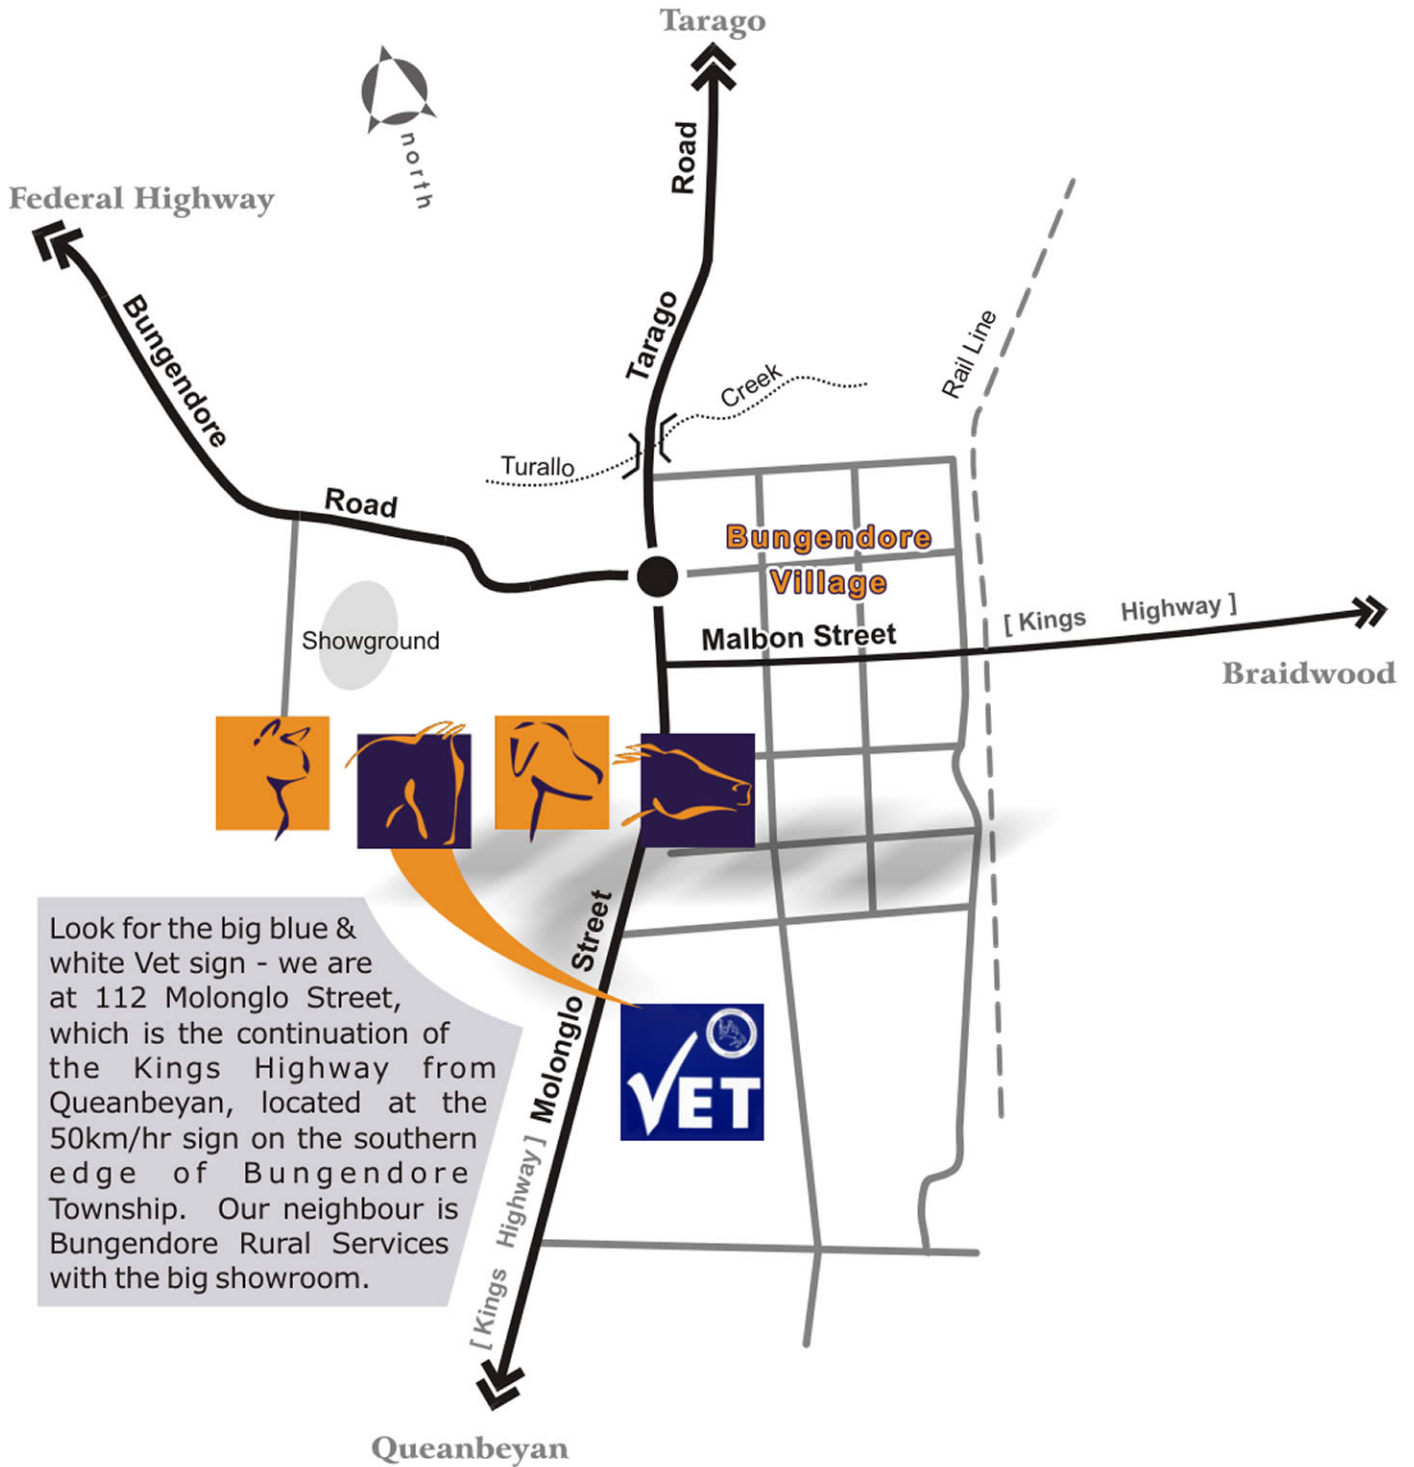 Tarago
north
Federal Highway
Road
Bungendore
Tarago
Rail Line
Creek
Turallo
Road
Bungendore
Village
[ Kings Highway ]
Malbon Street
Showground
Braidwood
Look for the big blue &
white Vet sign - we are
at 112 Molonglo Street,
which is the continuation of
the Kings Highway from
Queanbeyan, located at the
50km/hr sign on the southern
edge of Bungendore
Township. Our neighbour is
Bungendore Rural Services
with the big showroom.
Molonglo Street
VET
[ Kings Highway ]
Queanbeyan